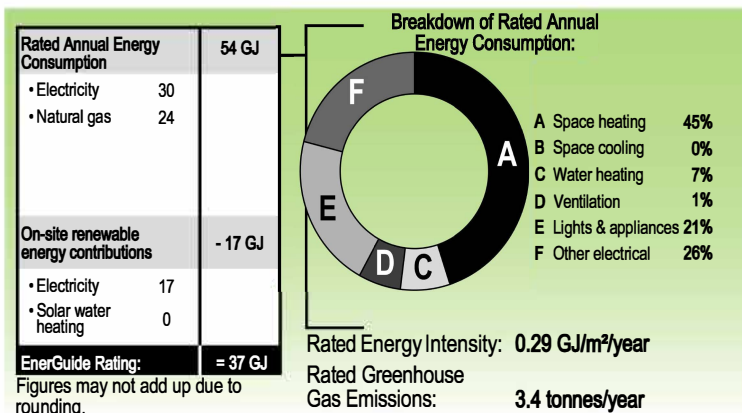 Rated Annual Energy
Consumption
54 GJ
• Electricity 30
• Natural gas 24
On-site renewable
energy contributions
- 17 GJ
• Electricity 17
• Solar water
heating 0
EnerGuide Rating: = 37 GJ
Figures may not add up due to
rounding.
Breakdown of Rated Annual
Energy Consumption:
A
B
C
D
E
F
A Space heating 45%
B Space cooling 0%
C Water heating 7%
D Ventilation 1%
E Lights & appliances 21%
F Other electrical 26%
Rated Energy Intensity: 0.29 GJ/m²/year
Rated Greenhouse
Gas Emissions: 3.4 tonnes/year